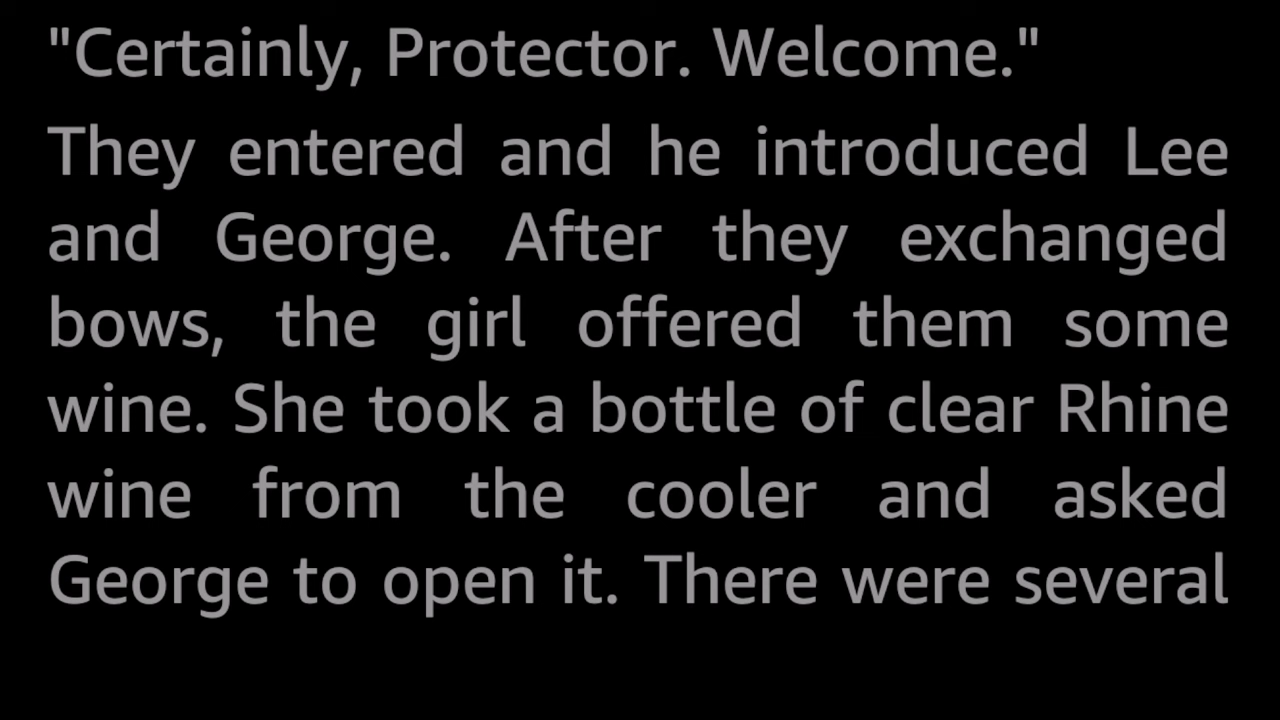 "Certainly, Protector. Welcome."
They entered and he introduced Lee
and George. After they exchanged
bows, the girl offered them some
wine. She took a bottle of clear Rhine
wine from the cooler and asked
George to open it. There were several